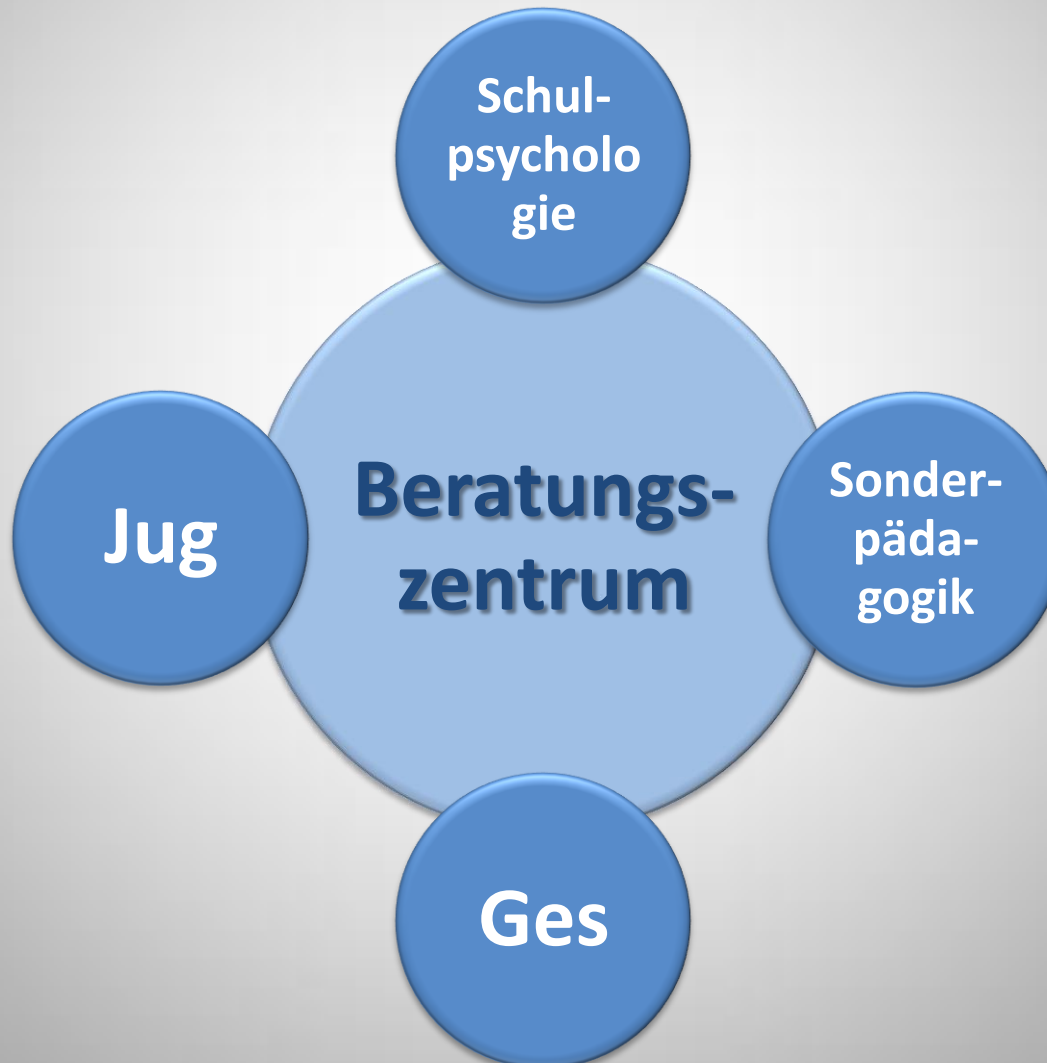 Schul-
psycholo
gie
Jug
Beratungs-
zentrum
Sonder-
päda-
gogik
Ges